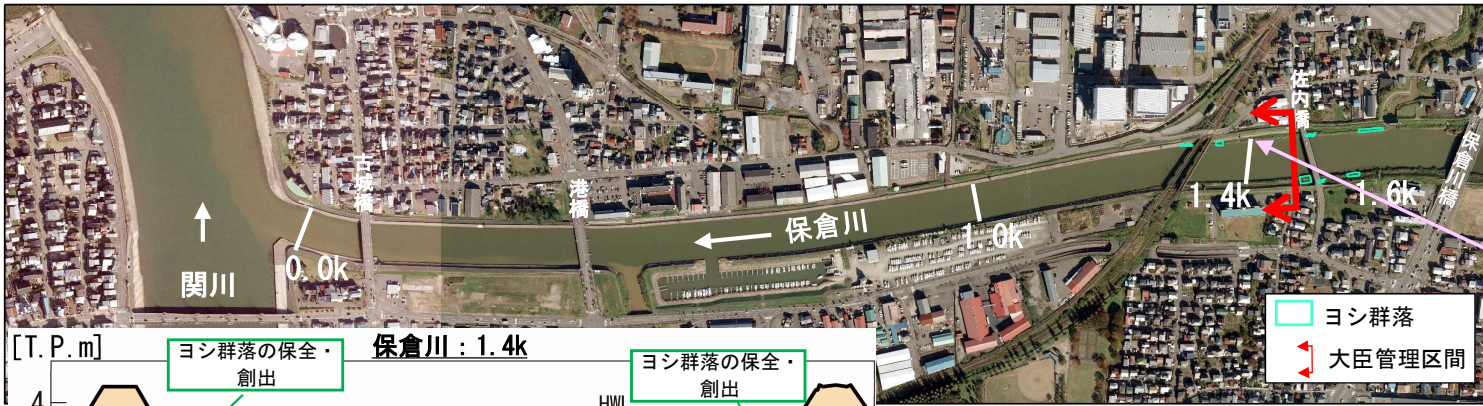 古城橋
港橋
佐内橋
保倉川橋
関川
0.0k
保倉川
1.0k
1.4k
1.6k
ヨシ群落
大臣管理区間
[T.P.m]
保倉川：1.4k
ヨシ群落の保全・
創出
ヨシ群落の保全・
創出
4
HWL